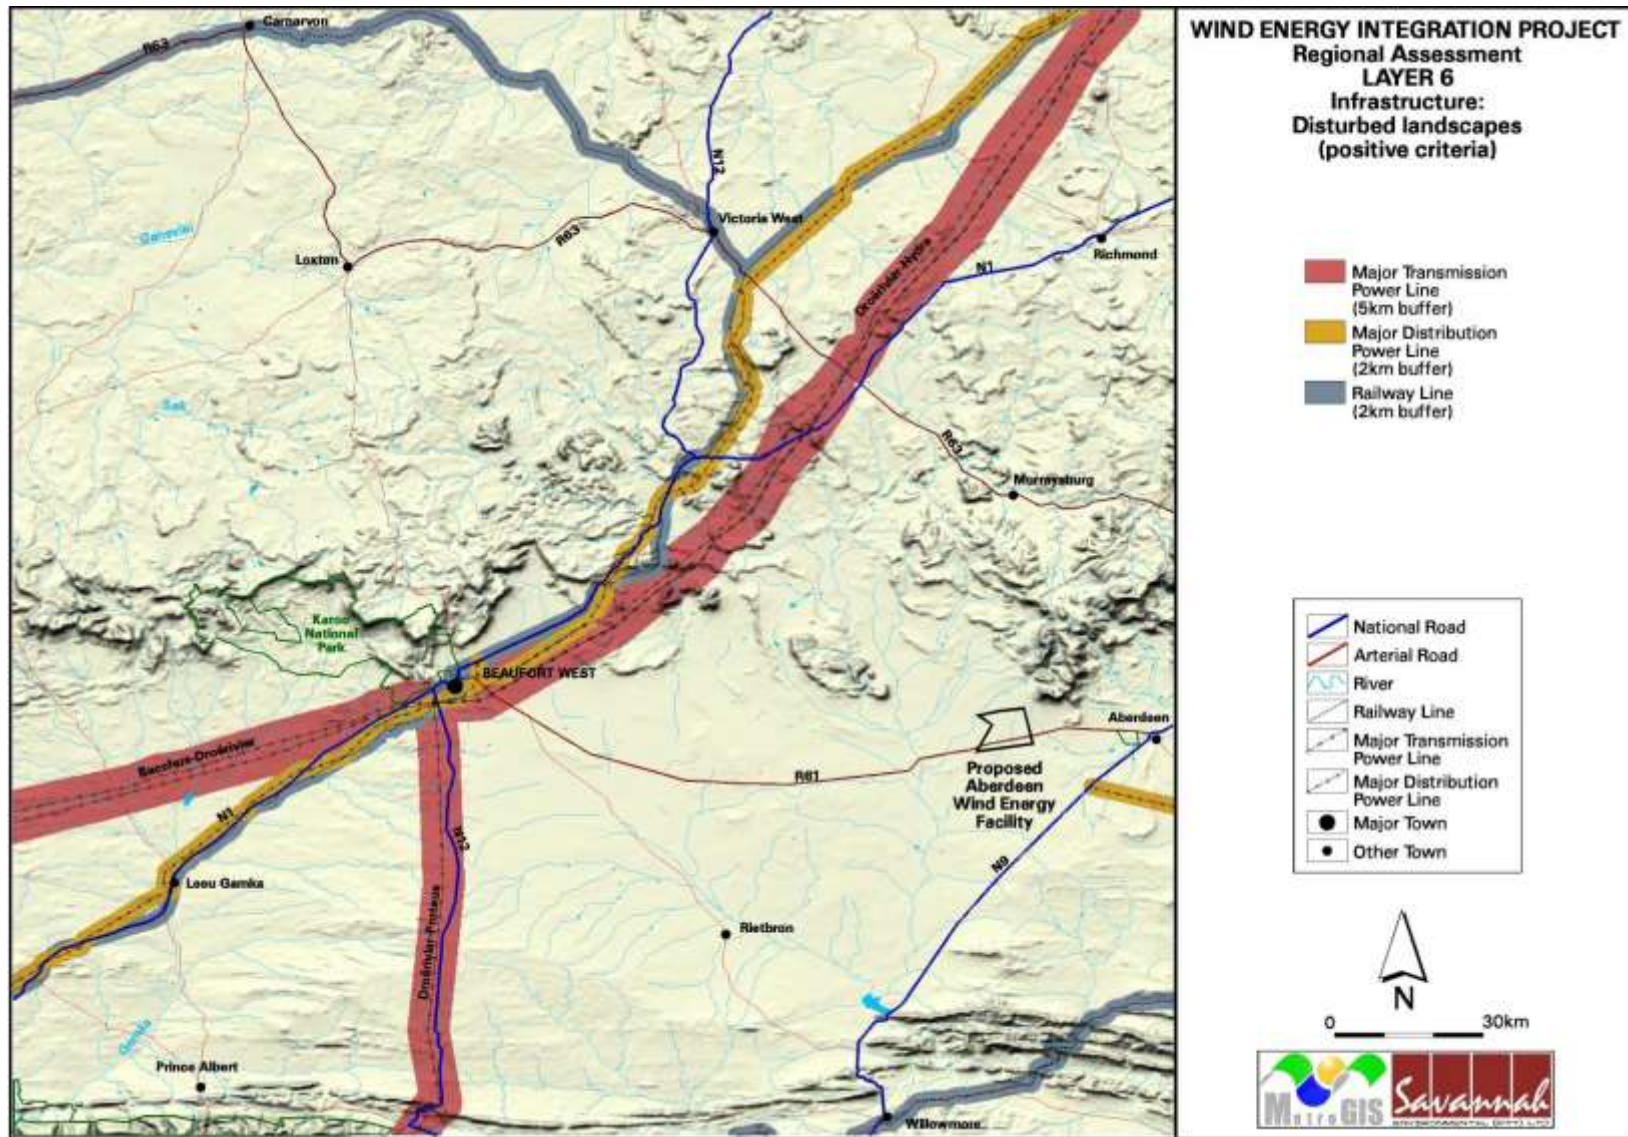 WIND ENERGY INTEGRATION PROJECT
Regional Assessment
LAYER 6
Infrastructure:
Disturbed landscapes
(positive criteria)
Major Transmission
Power Line
(5km buffer)
Major Distribution
Power Line
(2km buffer)
Railway Line
(2km buffer)
National Road
Arterial Road
River
Railway Line
Major Transmission
Power Line
Major Distribution
Power Line
Major Town
Other Town
N
0 30km
MetroGIS
Savannah
Carnarvon
R63
N12
Victoria West
R63
Loxton
Richmond
N1
Sak
R63
Murraysburg
Karoo
National
Park
BEAUFORT WEST
Aberdeen
R61
Proposed
Aberdeen
Wind Energy
Facility
N1
N12
N9
Leeu Gamka
Rietbron
Gamka
Prince Albert
Willowmore